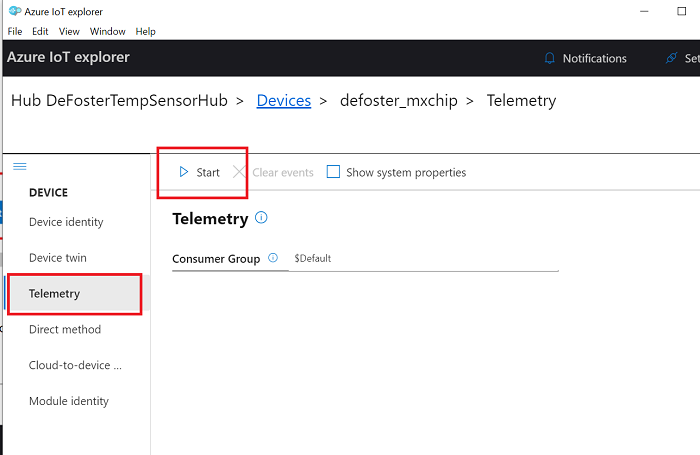 Azure IoT explorer
File Edit View Window Help
Azure IoT explorer Notifications Set
Hub DeFosterTempSensorHub > Devices > defoster_mxchip > Telemetry
Start Clear events Show system properties
DEVICE
Device identity
Device twin
Telemetry
Direct method
Cloud-to-device ...
Module identity
Telemetry
Consumer Group $Default